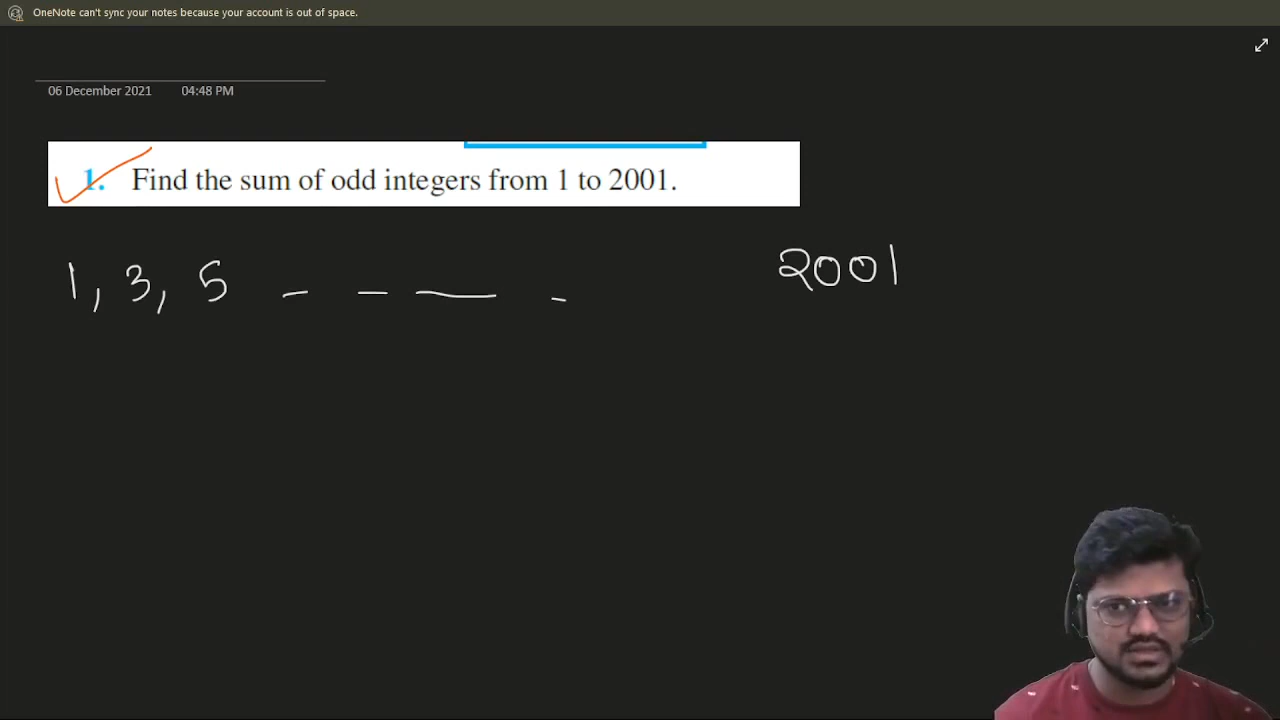 OneNote can't sync your notes because your account is out of space.
06 December 2021 04:48 PM
1. Find the sum of odd integers from 1 to 2001.
1, 3, 5 - - — - 2001